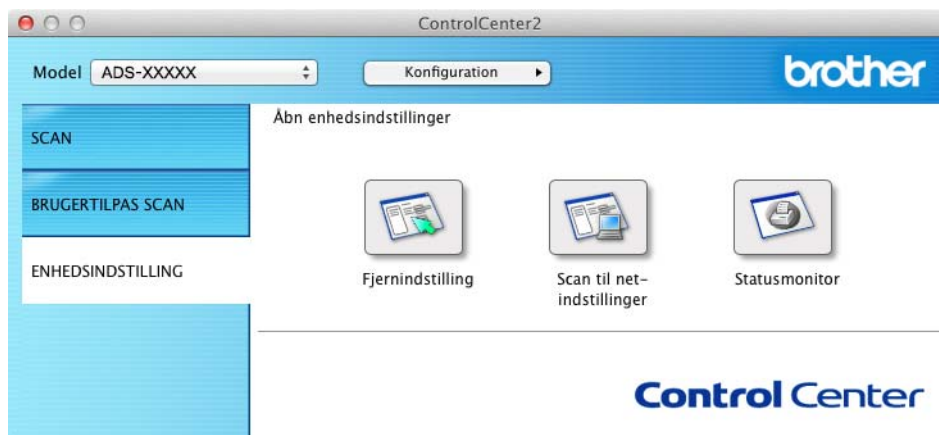 ControlCenter2
Model ADS-XXXXX Konfiguration
brother
SCAN
BRUGERTILPAS SCAN
ENHEDSINDSTILLING
Åbn enhedsindstillinger
Fjernindstilling
Scan til net-
indstillinger
Statusmonitor
Control Center